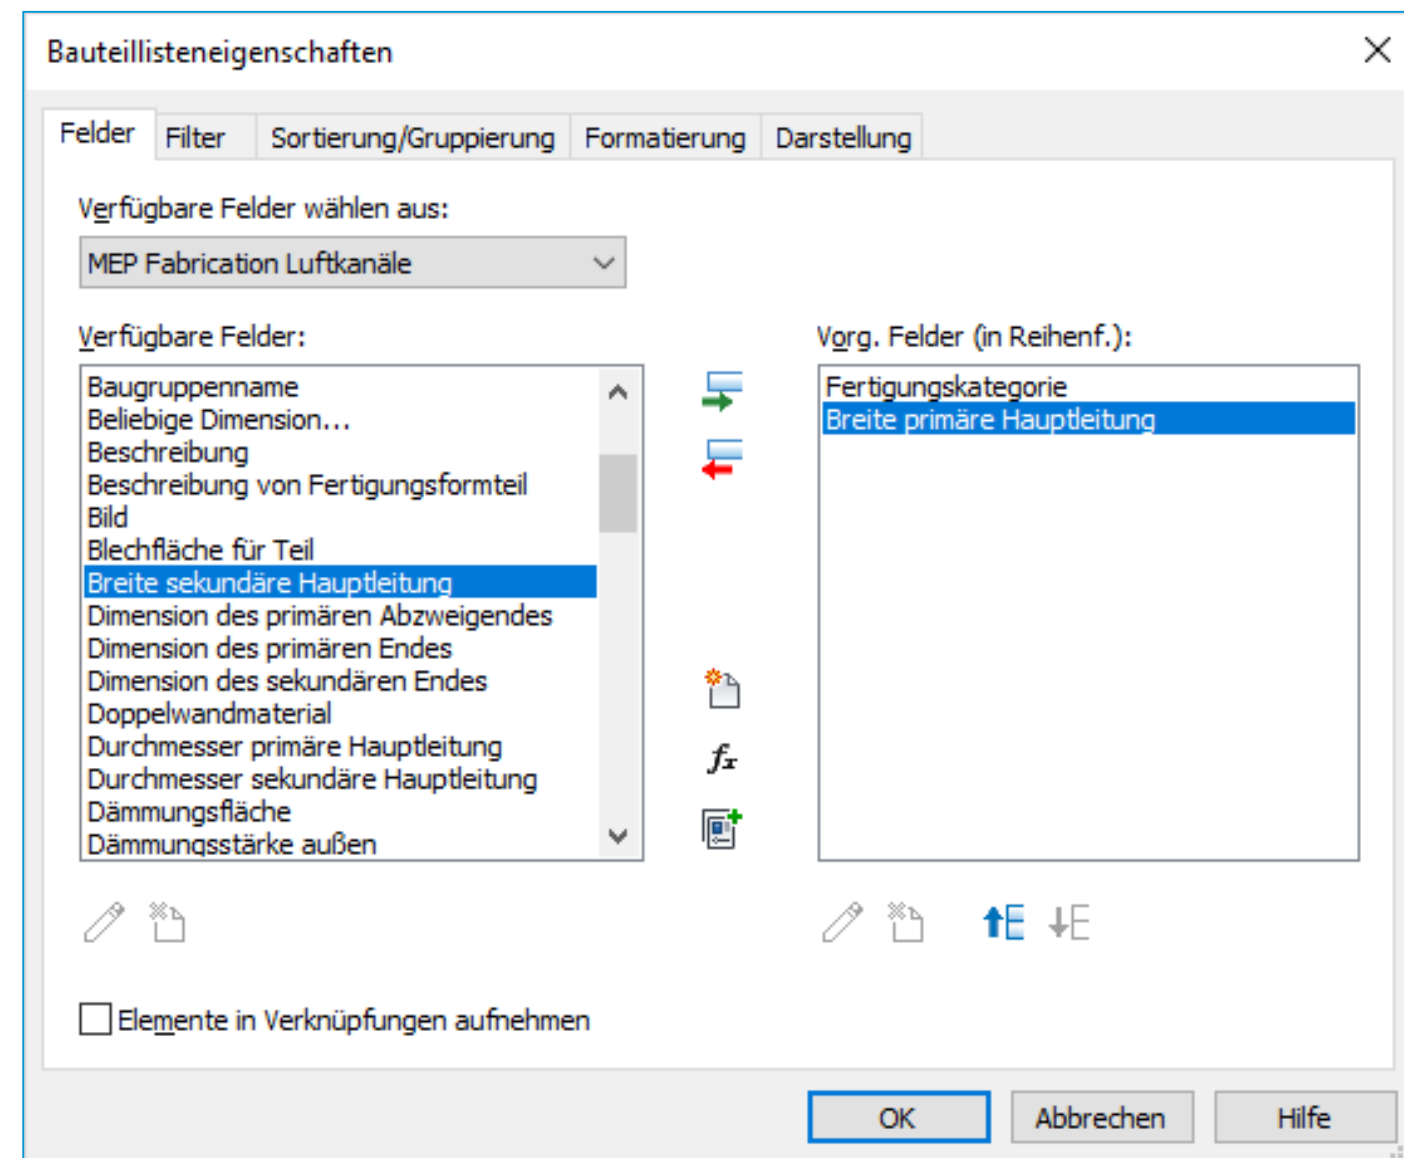 Bauteillisteneigenschaften
Felder Filter Sortierung/Gruppierung Formatierung Darstellung
Verfügbare Felder wählen aus:
MEP Fabrication Luftkanäle
Verfügbare Felder:
Baugruppenname
Beliebige Dimension...
Beschreibung
Beschreibung von Fertigungsformteil
Bild
Blechfläche für Teil
Breite sekundäre Hauptleitung
Dimension des primären Abzweigendes
Dimension des primären Endes
Dimension des sekundären Endes
Doppelwandmaterial
Durchmesser primäre Hauptleitung
Durchmesser sekundäre Hauptleitung
Dämmungsfläche
Dämmungsstärke außen
fx
Vorg. Felder (in Reihenf.):
Fertigungskategorie
Breite primäre Hauptleitung
Elemente in Verknüpfungen aufnehmen
OK Abbrechen Hilfe